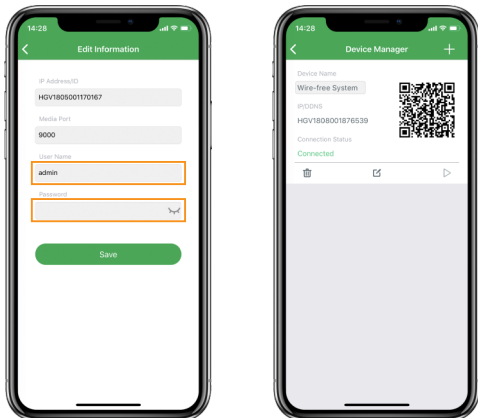 14:28
Edit Information
IP Address/ID
HGV1805001170167
Media Port
9000
User Name
admin
Password
Save
14:28
Device Manager
Device Name
Wire-free System
IP/DDNS
HGV1808001876539
Connection Status
Connected